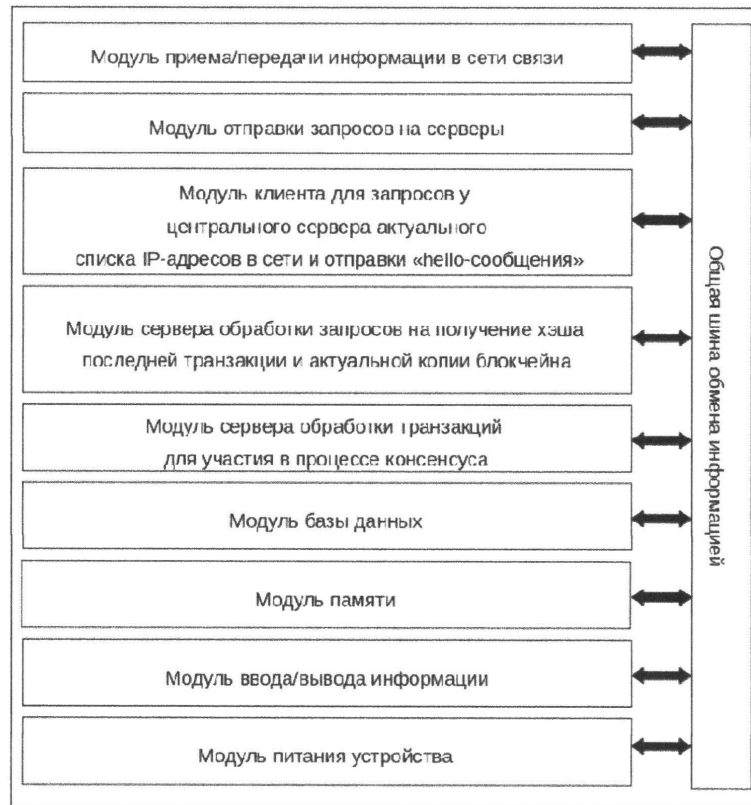 Модуль приема/передачи информации в сети связи
Модуль отправки запросов на серверы
Модуль клиента для запросов у
центрального сервера актуального
списка IP-адресов в сети и отправки «hello-сообщения»
Модуль сервера обработки запросов на получение хэша
последней транзакции и актуальной копии блокчейна
Модуль сервера обработки транзакций
для участия в процессе консенсуса
Модуль базы данных
Модуль памяти
Модуль ввода/вывода информации
Модуль питания устройства
Общая шина обмена информацией